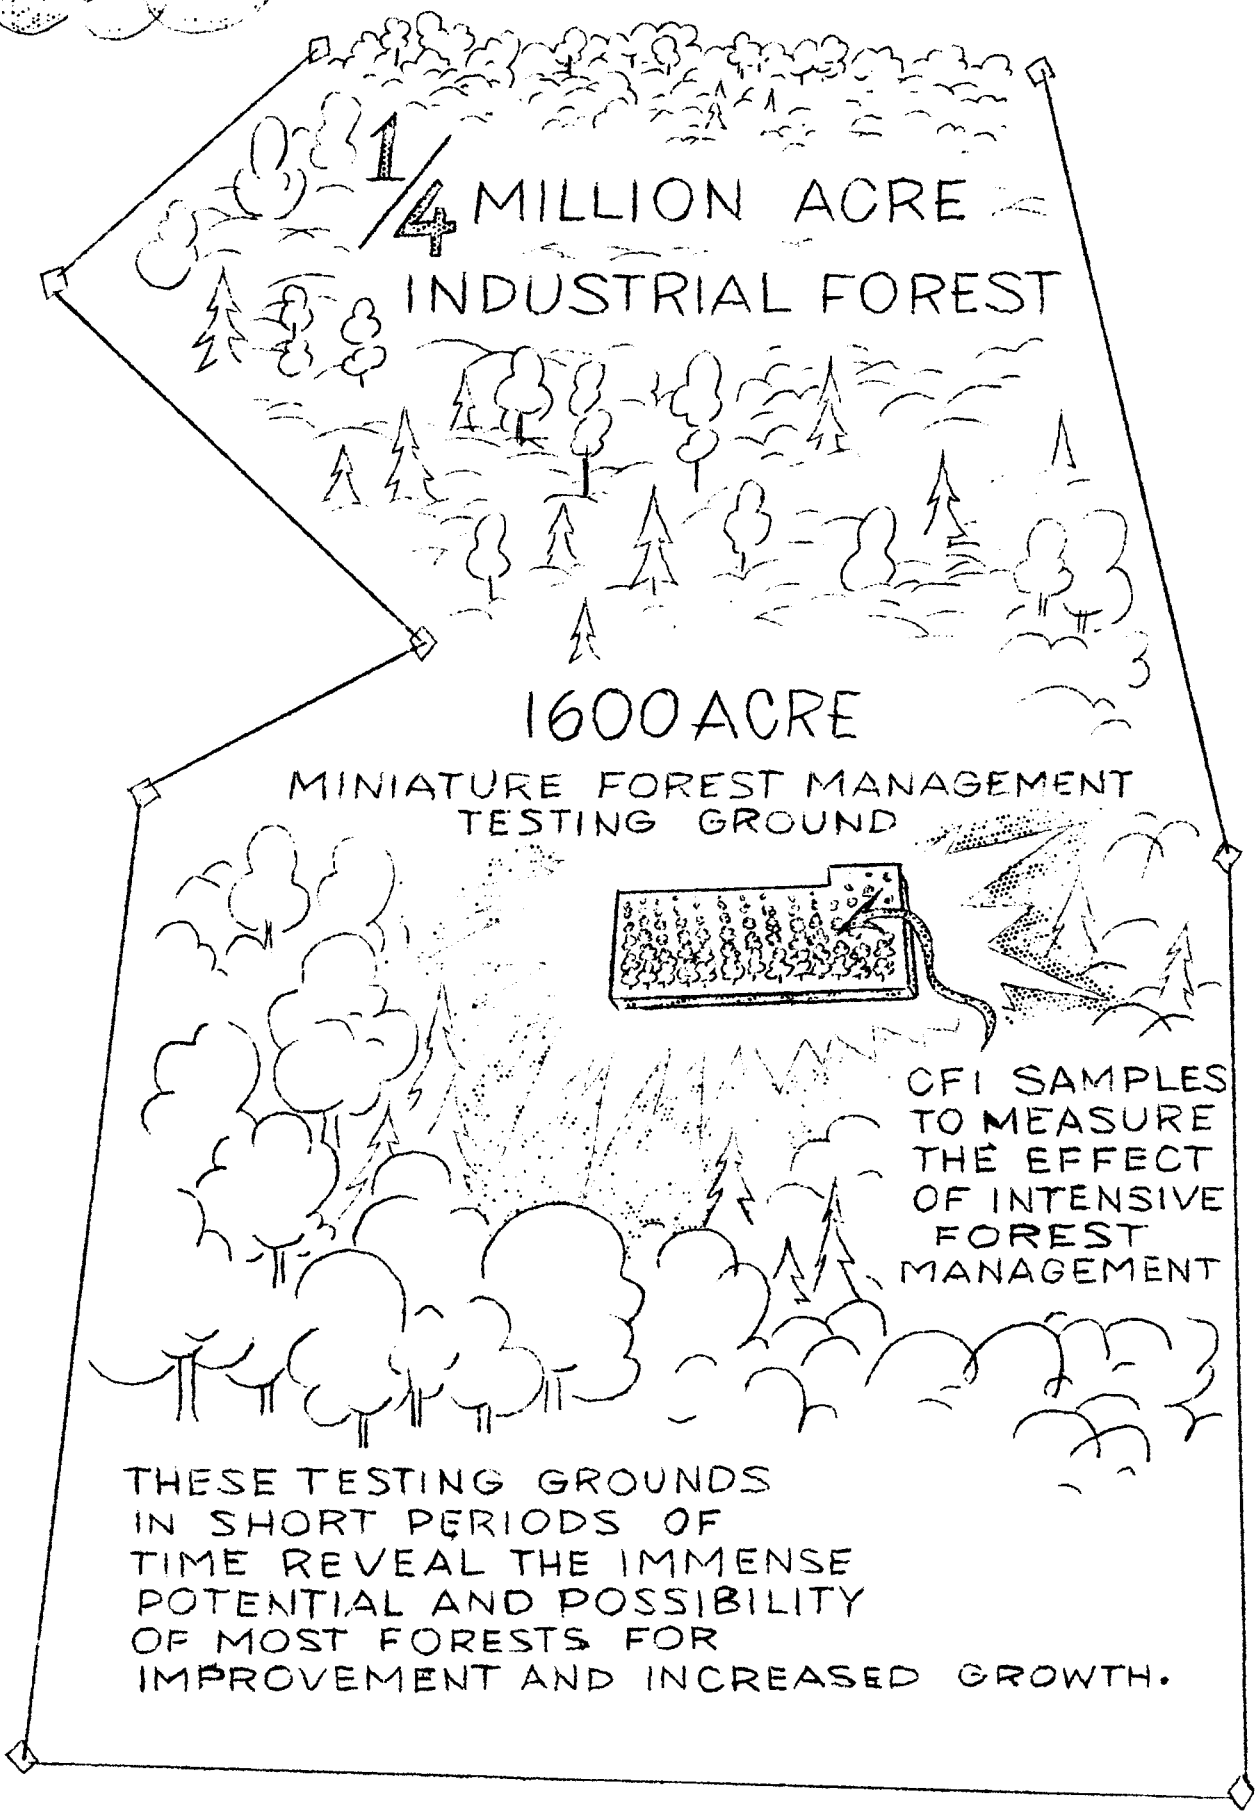 1/4 MILLION ACRE
INDUSTRIAL FOREST
1600 ACRE
MINIATURE FOREST MANAGEMENT
TESTING GROUND
CFI SAMPLES
TO MEASURE
THE EFFECT
OF INTENSIVE
FOREST
MANAGEMENT
THESE TESTING GROUNDS
IN SHORT PERIODS OF
TIME REVEAL THE IMMENSE
POTENTIAL AND POSSIBILITY
OF MOST FORESTS FOR
IMPROVEMENT AND INCREASED GROWTH.